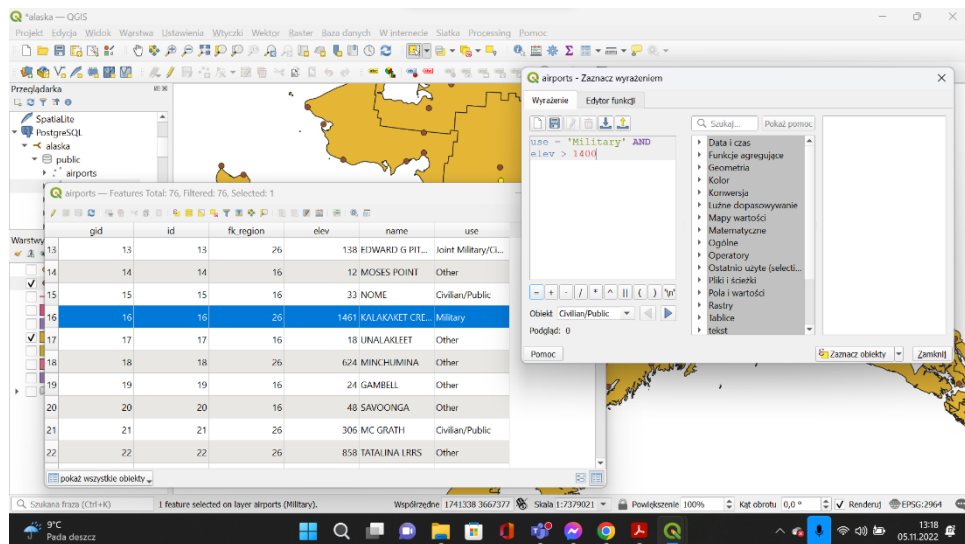 *alaska — QGIS
Projekt Edycja Widok Warstwa Ustawienia Wtyczki Wektor Raster Baza danych W internecie Siatka Processing Pomoc
Przeglądarka
SpatiaLite
PostgreSQL
alaska
public
airports
Warstwy
airports — Features Total: 76, Filtered: 76, Selected: 1
gid id fk_region elev name use
13 13 13 26 138 EDWARD G PIT... Joint Military/Ci...
14 14 14 16 12 MOSES POINT Other
15 15 15 16 33 NOME Civilian/Public
16 16 16 26 1461 KALAKAKET CRE... Military
17 17 17 16 18 UNALAKLEET Other
18 18 18 26 624 MINCHUMINA Other
19 19 19 16 24 GAMBELL Other
20 20 20 16 48 SAVOONGA Other
21 21 21 26 306 MC GRATH Civilian/Public
22 22 22 26 858 TATALINA LRRS Other
pokaż wszystkie obiekty
airports - Zaznacz wyrażeniem
Wyrażenie Edytor funkcji
Szukaj... Pokaż pomoc
use = 'Military' AND
elev > 1400
Data i czas
Funkcje agregujące
Geometria
Kolor
Konwersja
Luźne dopasowywanie
Mapy wartości
Matematyczne
Ogólne
Operatory
Ostatnio użyte (selecti...
Pliki i ścieżki
Pola i wartości
Rastry
Tablice
tekst
= + - / * ^ || ( ) '\n'
Obiekt Civilian/Public
Podgląd: 0
Pomoc Zaznacz obiekty Zamknij
Szukana fraza (Ctrl+K) 1 feature selected on layer airports (Military). Współrzędne 1741338 3667377 Skala 1:7379021 Powiększenie 100% Kąt obrotu 0,0 ° Renderuj EPSG:2964
9°C
Pada deszcz
13:18
05.11.2022